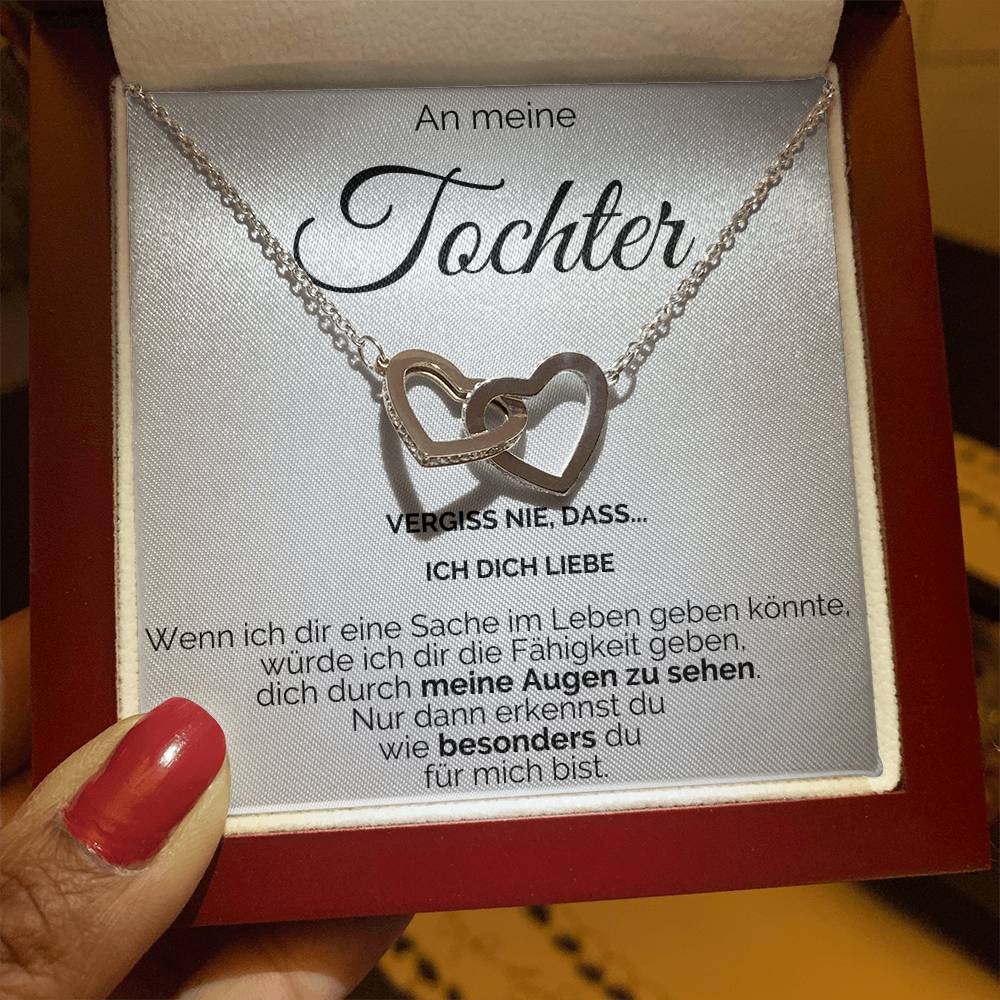 An meine
Tochter
VERGISS NIE, DASS...
ICH DICH LIEBE
Wenn ich dir eine Sache im Leben geben könnte,
würde ich dir die Fähigkeit geben,
dich durch meine Augen zu sehen.
Nur dann erkennst du
wie besonders du
für mich bist.